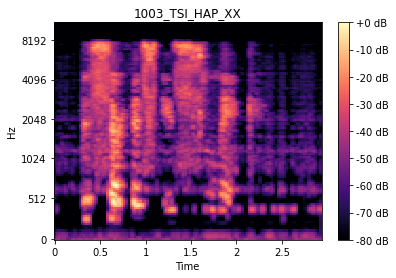 1003_TSI_HAP_XX
Hz
8192
4096
2048
1024
512
0
0
0.5
1
1.5
2
2.5
Time
+0 dB
-10 dB
-20 dB
-30 dB
-40 dB
-50 dB
-60 dB
-70 dB
-80 dB